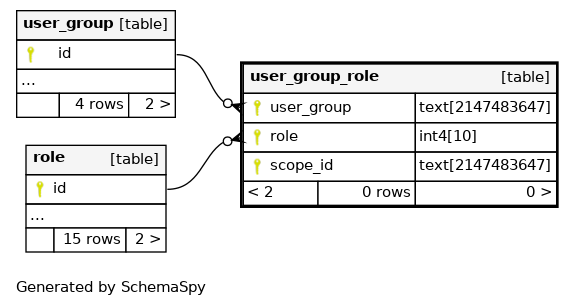 user_group [table]
id
...
4 rows 2 >
role [table]
id
...
15 rows 2 >
user_group_role [table]
user_group text[2147483647]
role int4[10]
scope_id text[2147483647]
< 2 0 rows 0 >
Generated by SchemaSpy